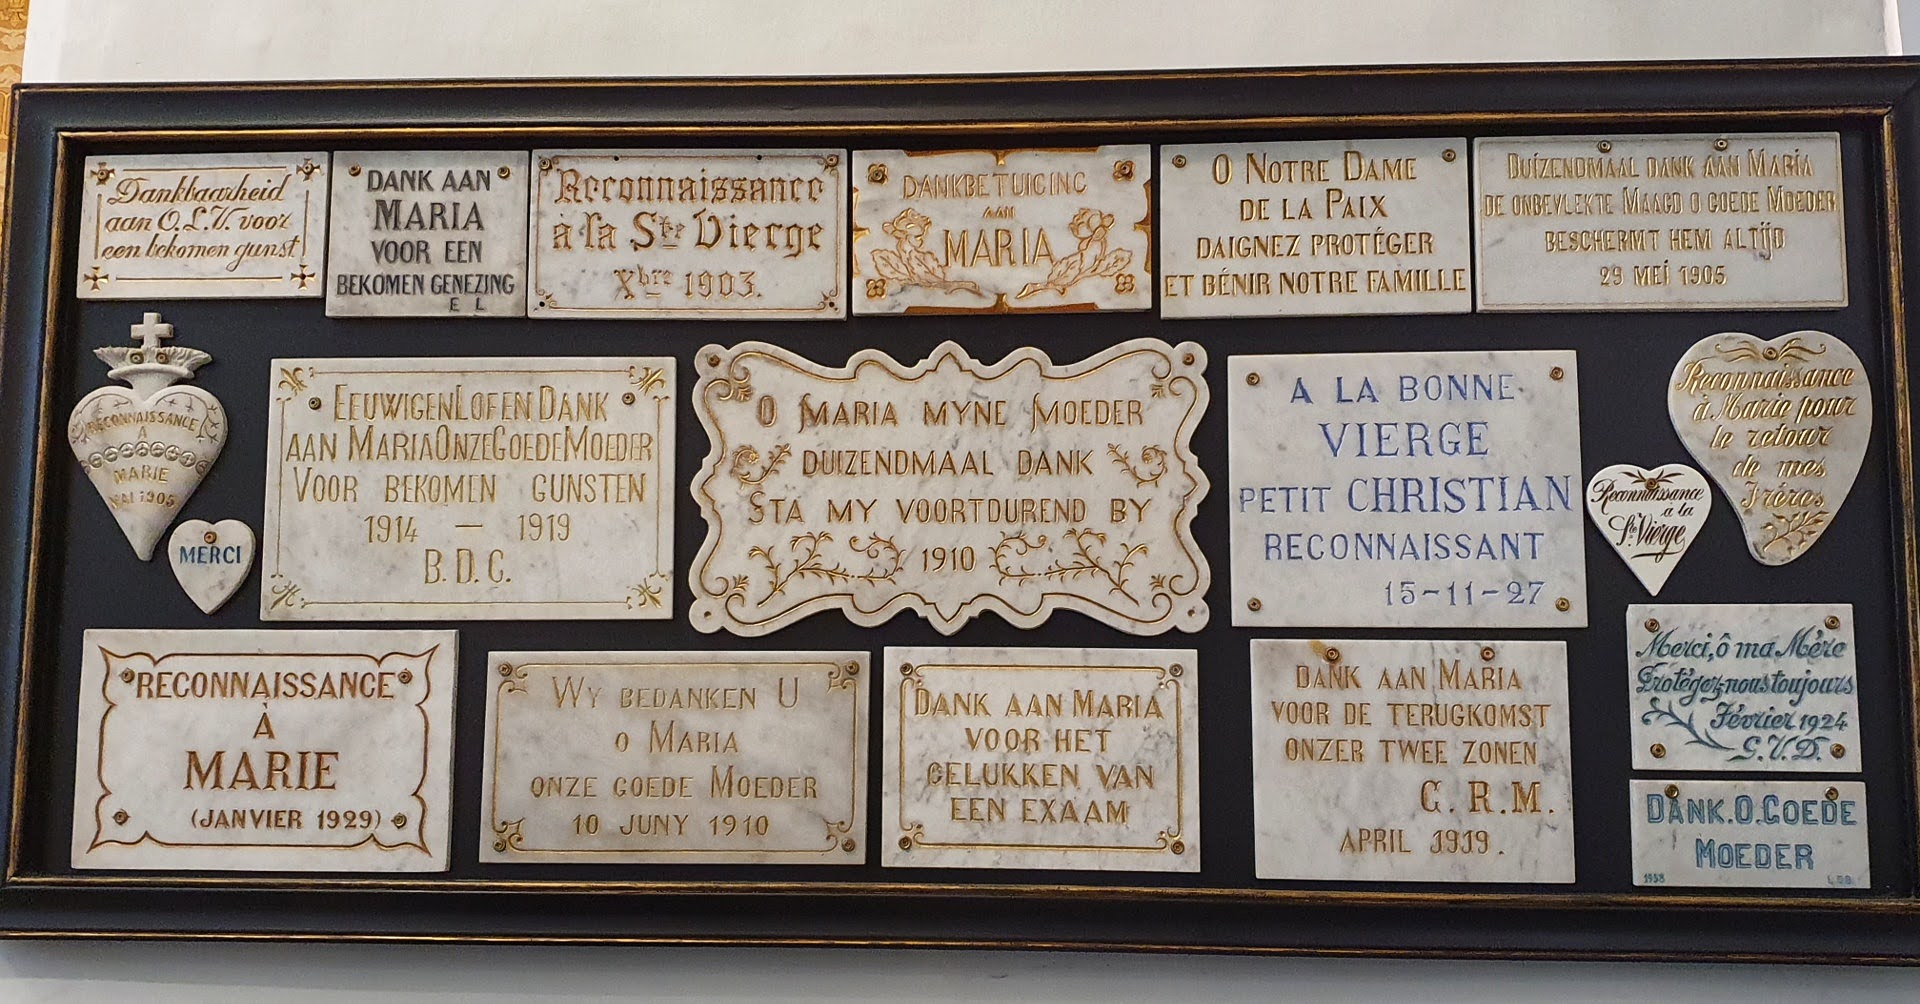 Dankbaarheid
aan O.L.V. voor
een bekomen gunst
DANK AAN
MARIA
VOOR EEN
BEKOMEN GENEZING
E L
Reconnaissance
à la Ste Vierge
Xbre 1903.
DANKBETUIGING
AAN
MARIA
O NOTRE DAME
DE LA PAIX
DAIGNEZ PROTÉGER
ET BÉNIR NOTRE FAMILLE
DUIZENDMAAL DANK AAN MARIA
DE ONBEVLEKTE MAAGD O GOEDE MOEDER
BESCHERMT HEM ALTIJD
29 MEI 1905
RECONNAISSANCE
A
MARIE
MAI 1905
MERCI
EEUWIGEN LOF EN DANK
AAN MARIA ONZE GOEDE MOEDER
VOOR BEKOMEN GUNSTEN
1914 — 1919
B.D.C.
O MARIA MYNE MOEDER
DUIZENDMAAL DANK
STA MY VOORTDUREND BY
1910
A LA BONNE
VIERGE
PETIT CHRISTIAN
RECONNAISSANT
15-11-27
Reconnaissance
a la
Ste Vierge
Reconnaissance
à Marie pour
le retour
de mes
Frères
RECONNAISSANCE
À
MARIE
(JANVIER 1929)
WY BEDANKEN U
O MARIA
ONZE GOEDE MOEDER
10 JUNY 1910
DANK AAN MARIA
VOOR HET
GELUKKEN VAN
EEN EXAAM
DANK AAN MARIA
VOOR DE TERUGKOMST
ONZER TWEE ZONEN
G.R.M.
APRIL 1919.
Merci, ô ma Mère
Protégez-nous toujours
Février 1924
G.V.D.
DANK.O.GOEDE
MOEDER
1938